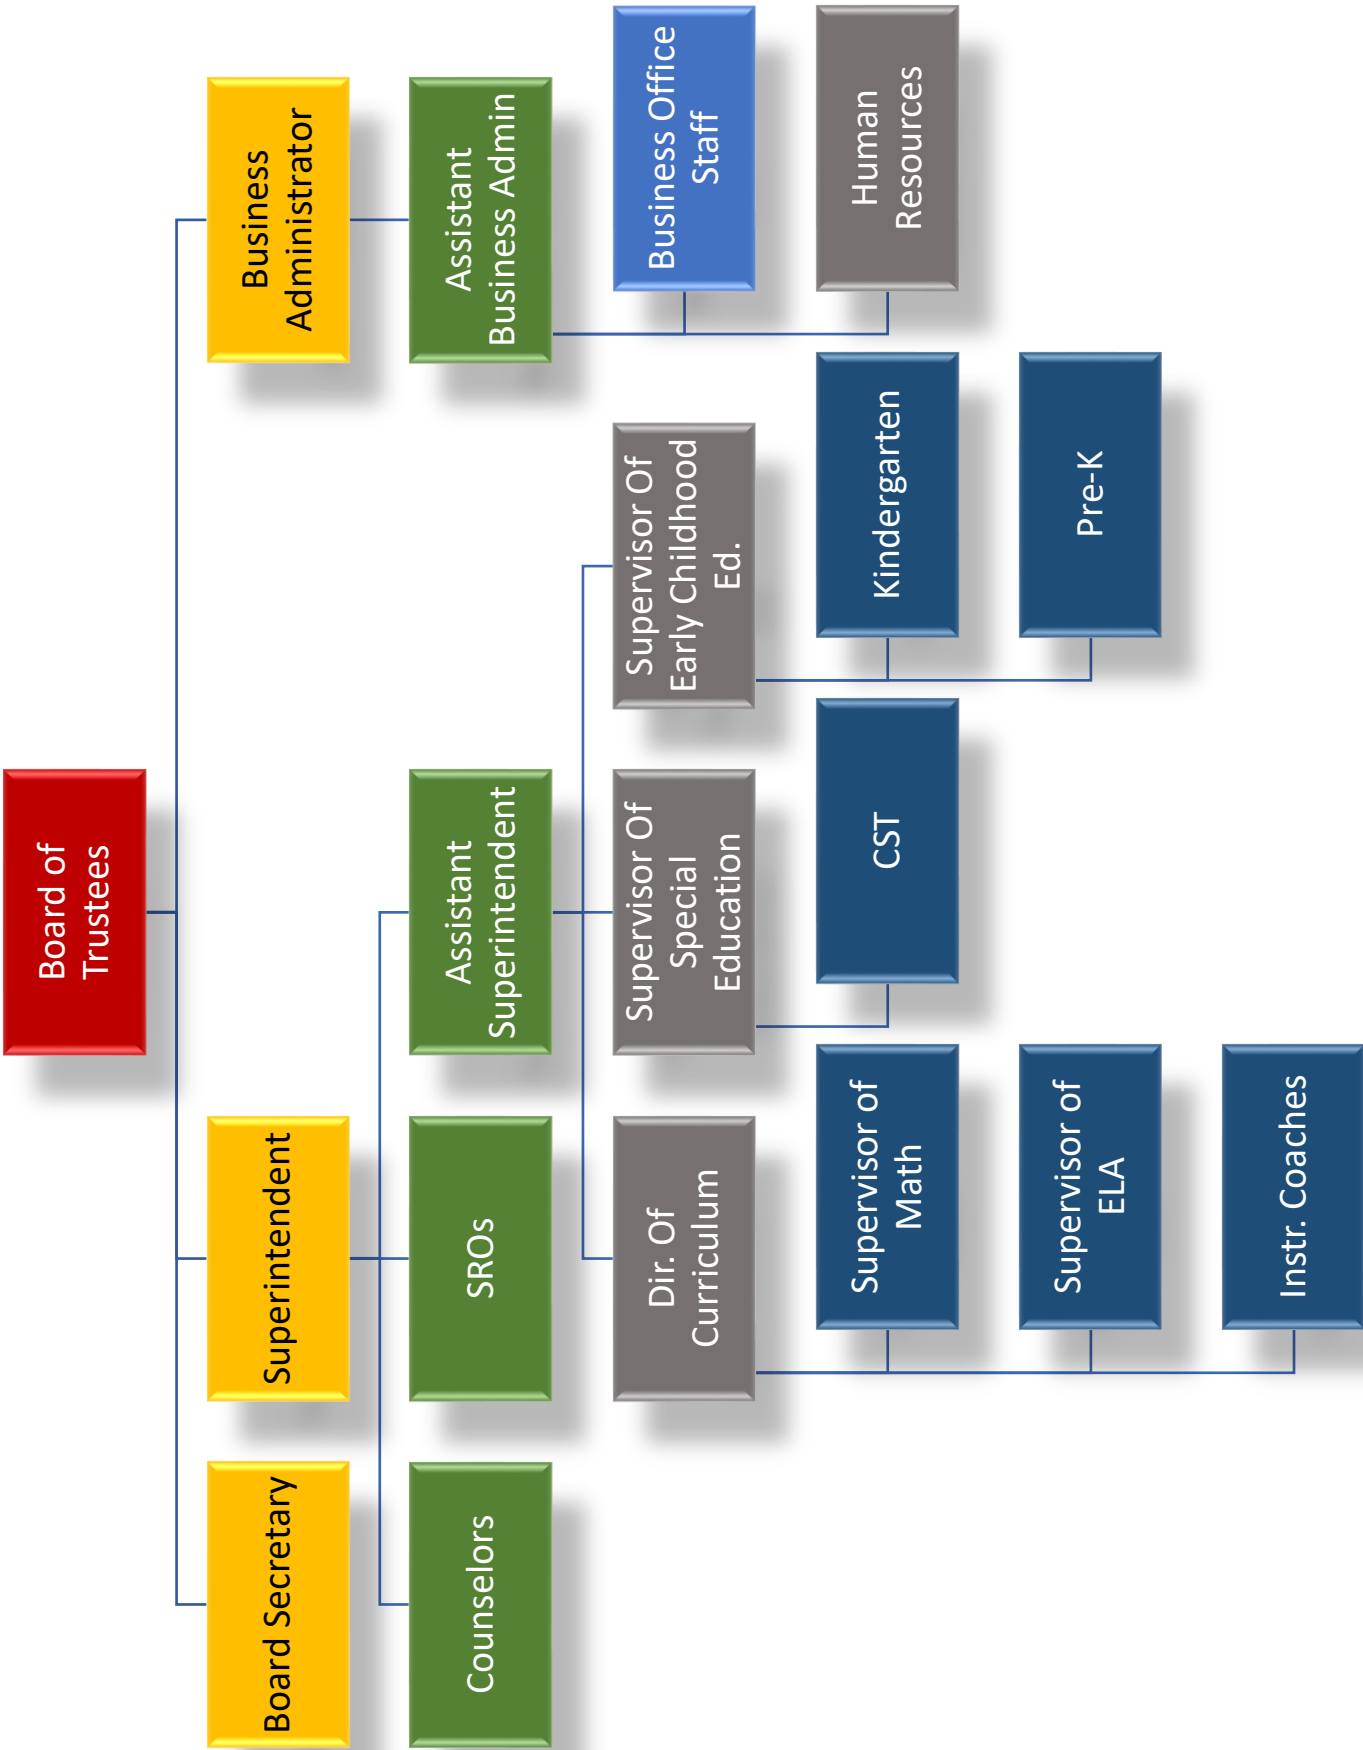 Board of
Trustees
Board Secretary
Superintendent
Business
Administrator
Counselors
SROs
Assistant
Superintendent
Assistant
Business Admin
Dir. Of
Curriculum
Supervisor Of
Special
Education
Supervisor Of
Early Childhood
Ed.
Business Office
Staff
Supervisor of
Math
CST
Kindergarten
Human
Resources
Supervisor of
ELA
Pre-K
Instr. Coaches